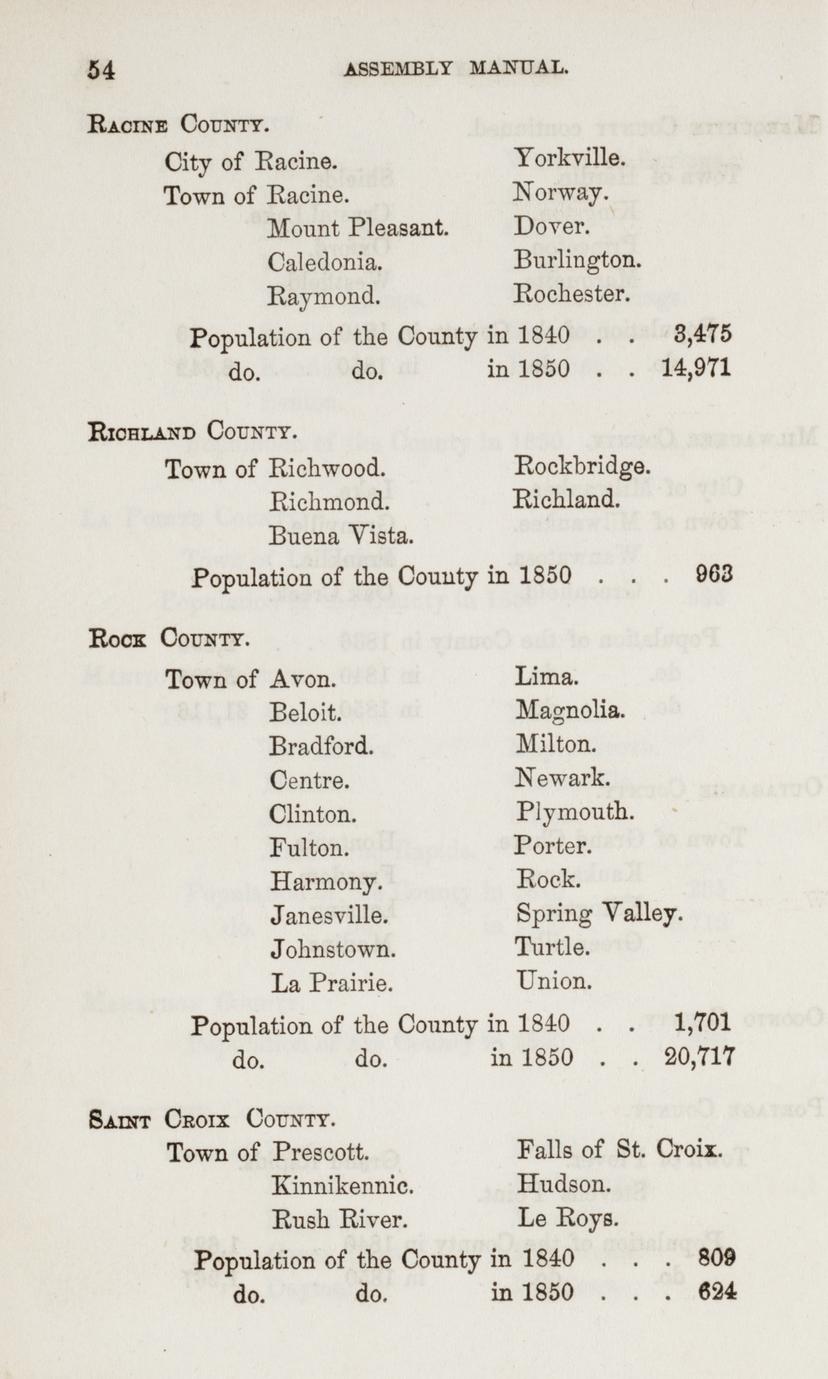 54 ASSEMBLY MANUAL.
RACINE COUNTY.
City of Racine. Yorkville.
Town of Racine. Norway.
Mount Pleasant. Dover.
Caledonia. Burlington.
Raymond. Rochester.
Population of the County in 1840 . . 3,475
do. do. in 1850 . . 14,971
RICHLAND COUNTY.
Town of Richwood. Rockbridge.
Richmond. Richland.
Buena Vista.
Population of the County in 1850 . . . 963
ROCK COUNTY.
Town of Avon. Lima.
Beloit. Magnolia.
Bradford. Milton.
Centre. Newark.
Clinton. Plymouth.
Fulton. Porter.
Harmony. Rock.
Janesville. Spring Valley.
Johnstown. Turtle.
La Prairie. Union.
Population of the County in 1840 . . 1,701
do. do. in 1850 . . 20,717
SAINT CROIX COUNTY.
Town of Prescott. Falls of St. Croix.
Kinnikennic. Hudson.
Rush River. Le Roys.
Population of the County in 1840 . . . 809
do. do. in 1850 . . . 624